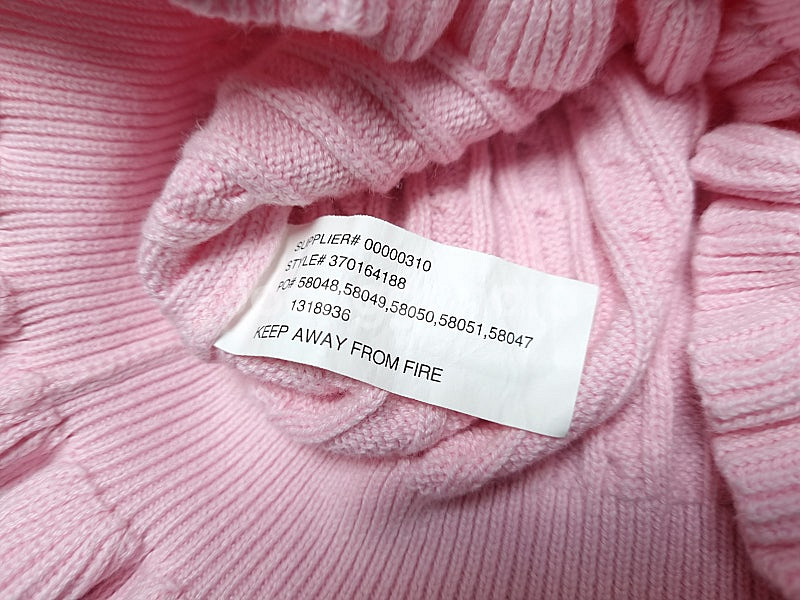 SUPPLIER# 00000310
STYLE# 370164188
PO# 58048,58049,58050,58051,58047
1318936
KEEP AWAY FROM FIRE